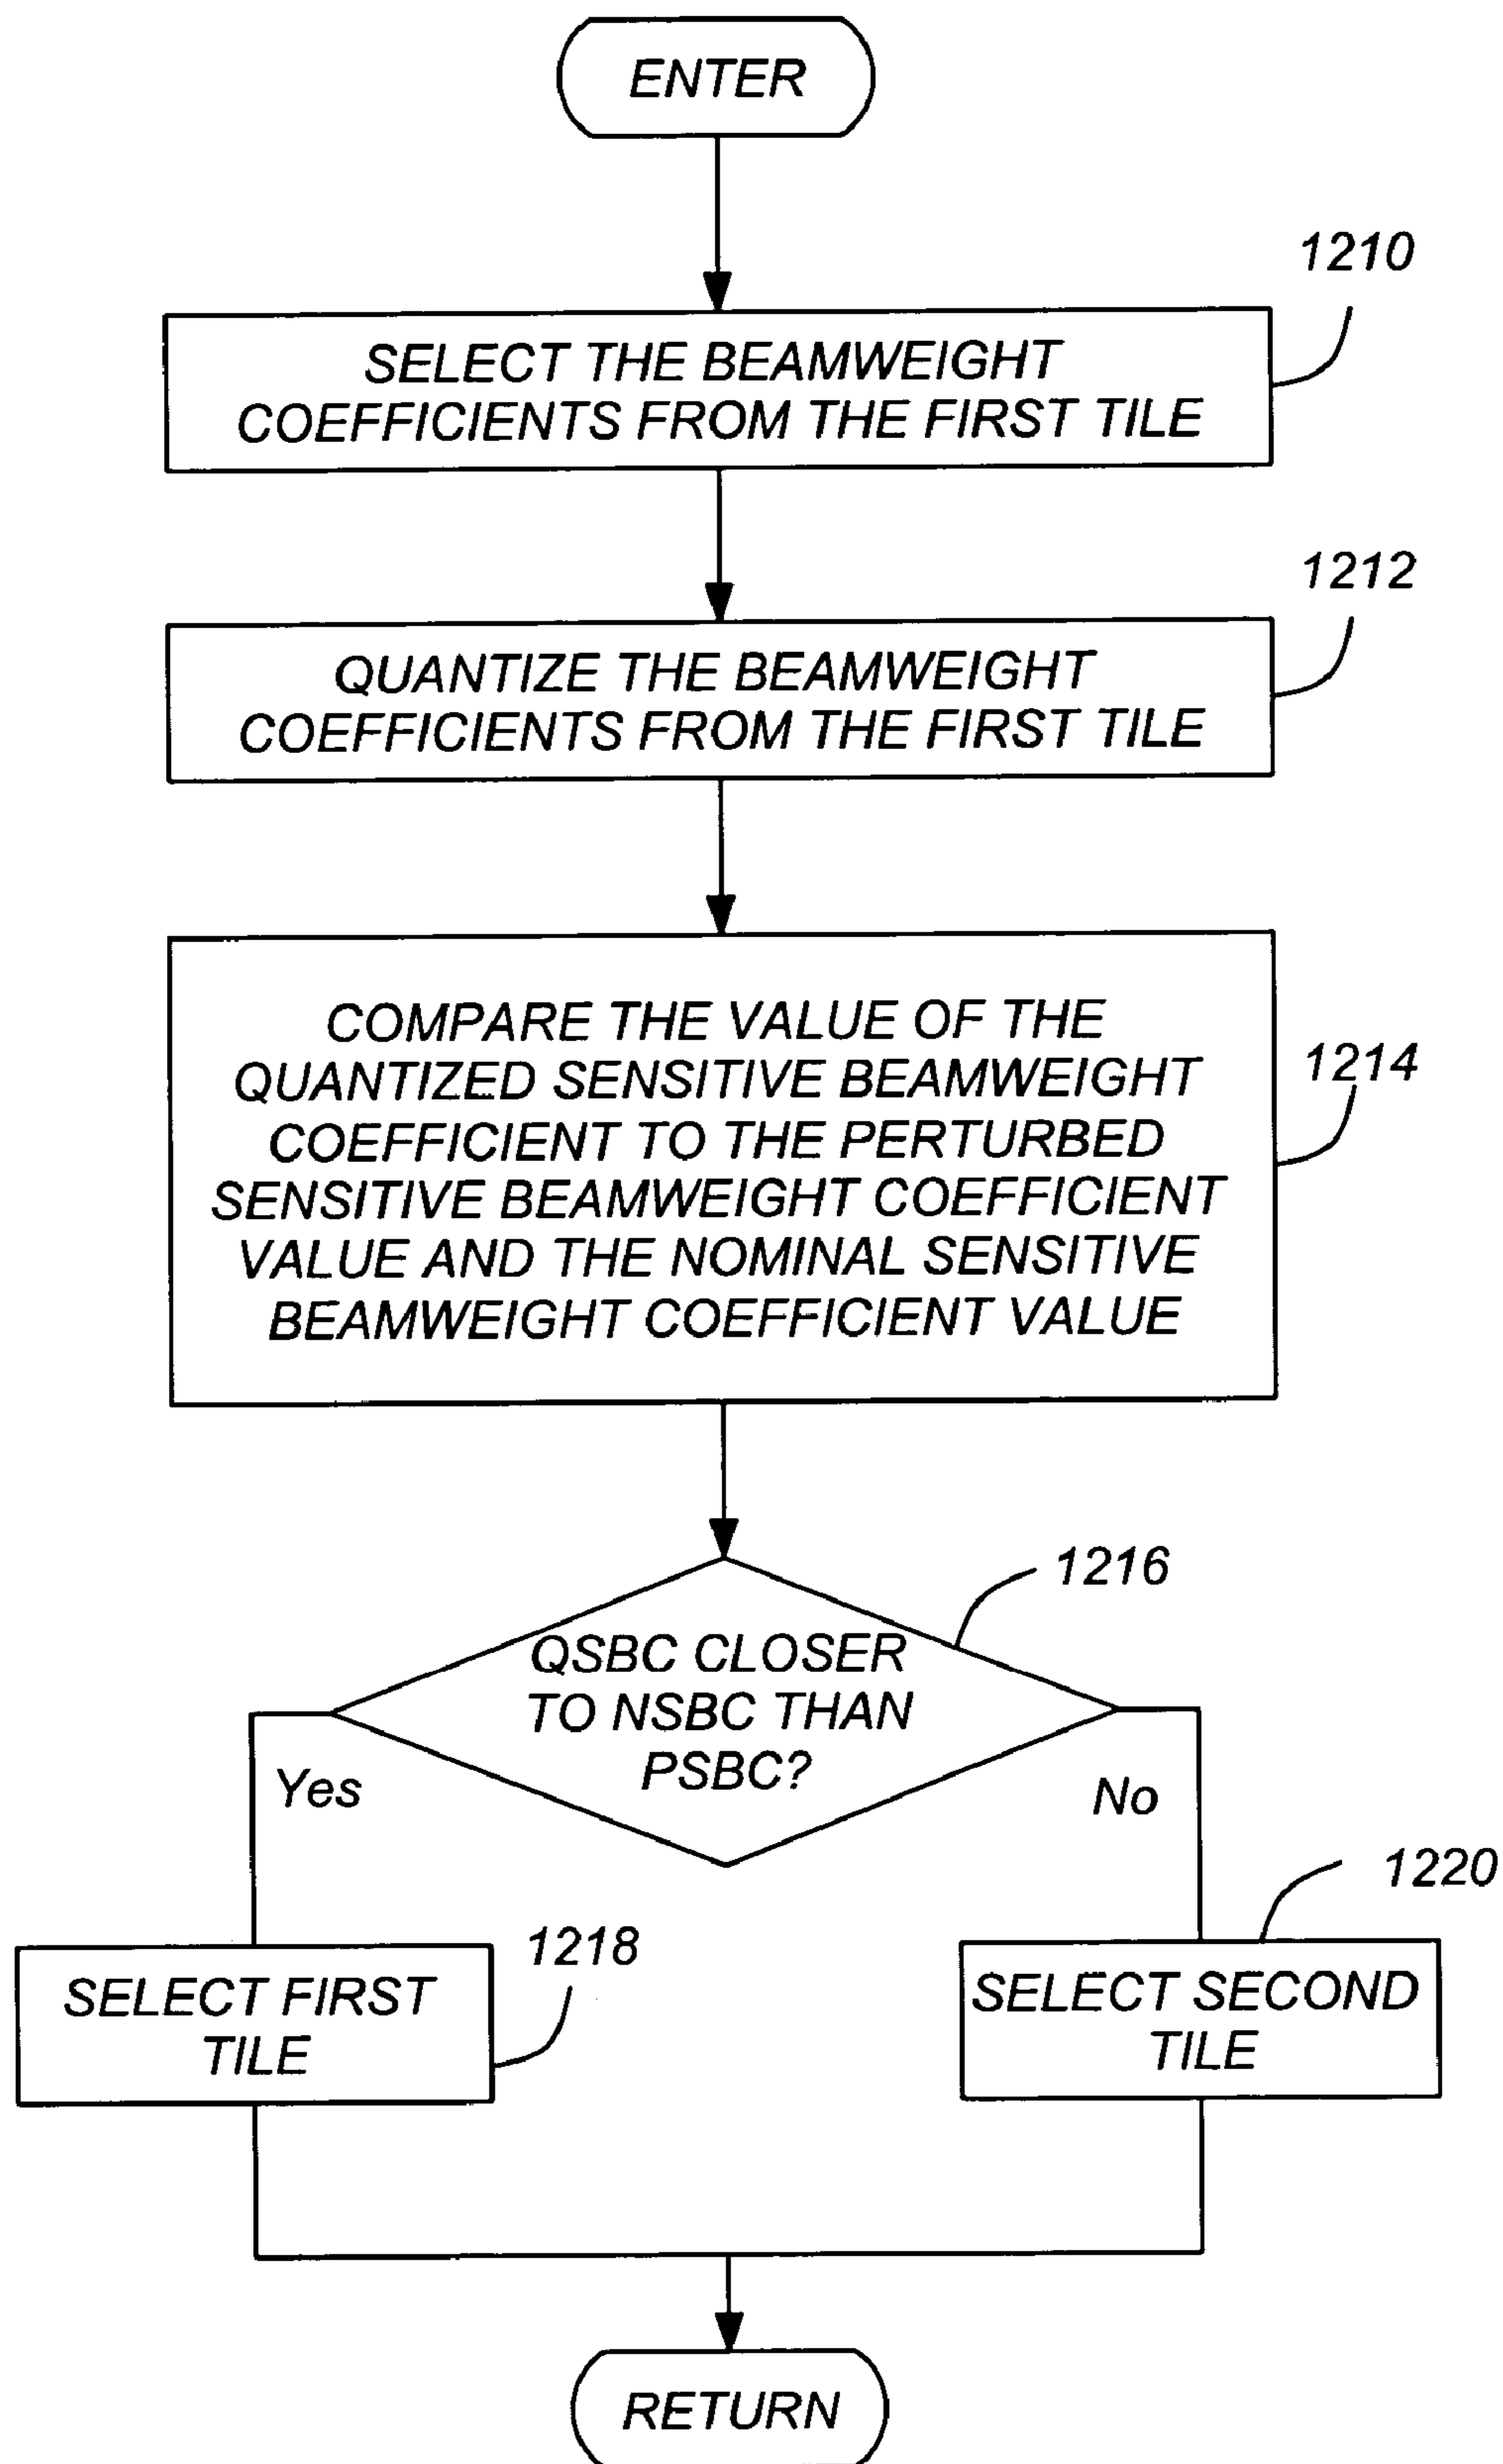 ENTER
1210
SELECT THE BEAMWEIGHT
COEFFICIENTS FROM THE FIRST TILE
1212
QUANTIZE THE BEAMWEIGHT
COEFFICIENTS FROM THE FIRST TILE
1214
COMPARE THE VALUE OF THE
QUANTIZED SENSITIVE BEAMWEIGHT
COEFFICIENT TO THE PERTURBED
SENSITIVE BEAMWEIGHT COEFFICIENT
VALUE AND THE NOMINAL SENSITIVE
BEAMWEIGHT COEFFICIENT VALUE
1216
QSBC CLOSER
TO NSBC THAN
PSBC?
Yes
No
1218
SELECT FIRST
TILE
1220
SELECT SECOND
TILE
RETURN